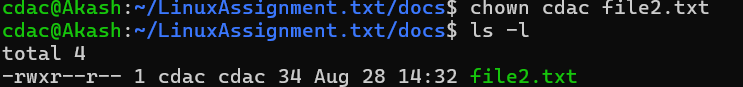 cdac@Akash:~/LinuxAssignment.txt/docs$ chown cdac file2.txt
cdac@Akash:~/LinuxAssignment.txt/docs$ ls -l
total 4
-rwxr--r-- 1 cdac cdac 34 Aug 28 14:32 file2.txt